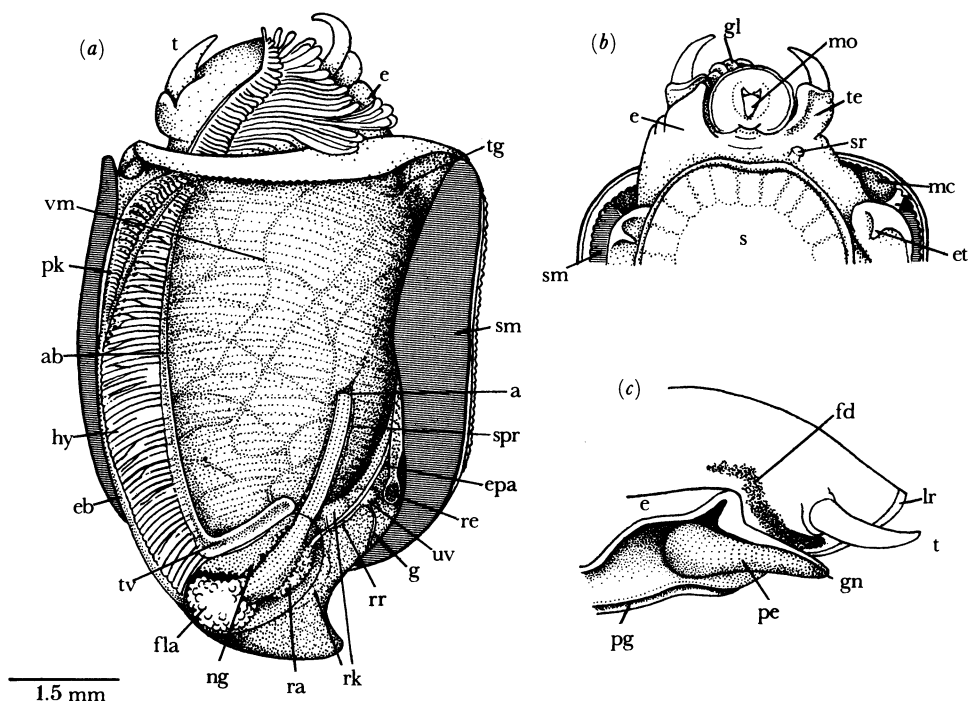 (a)
t
e
tg
vm
pk
ab
hy
eb
tv
fla
ng
ra
rk
rr
g
uv
re
epa
spr
a
sm
1.5 mm
(b)
gl
mo
e
te
sr
mc
s
sm
et
(c)
fd
lr
e
t
gn
pe
pg